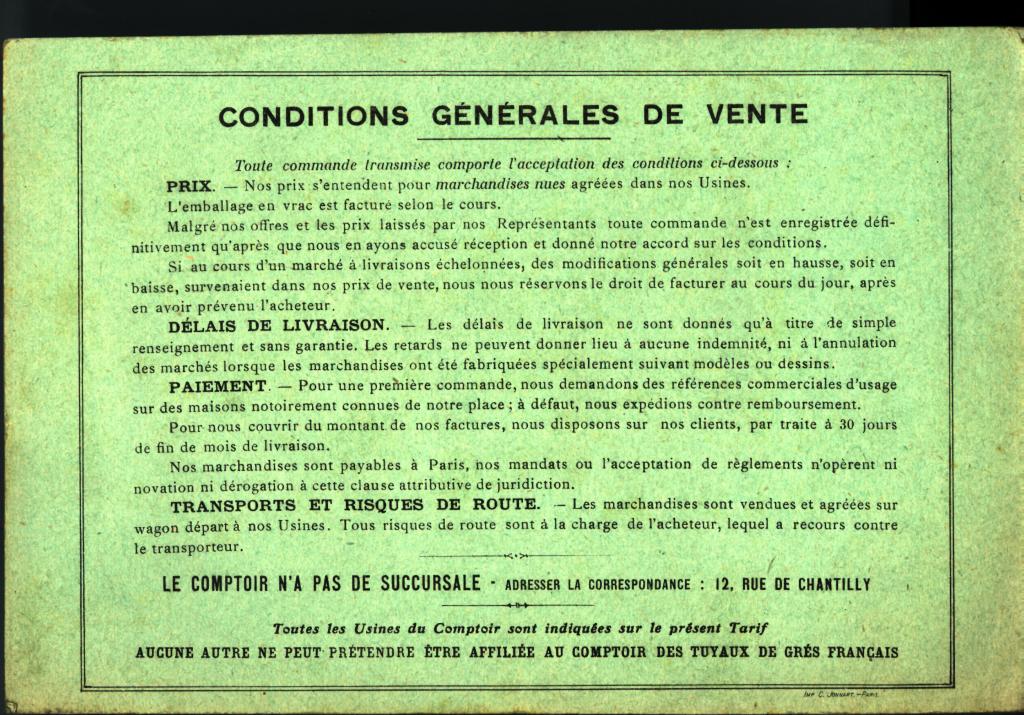 CONDITIONS GÉNÉRALES DE VENTE
Toute commande transmise comporte l'acceptation des conditions ci-dessous :
PRIX. — Nos prix s'entendent pour marchandises nues agréées dans nos Usines.
L'emballage en vrac est facturé selon le cours.
Malgré nos offres et les prix laissés par nos Représentants toute commande n'est enregistrée défi-
nitivement qu'après que nous en ayons accusé réception et donné notre accord sur les conditions.
Si au cours d'un marché à livraisons échelonnées, des modifications générales soit en hausse, soit en
baisse, survenaient dans nos prix de vente, nous nous réservons le droit de facturer au cours du jour, après
en avoir prévenu l'acheteur.
DÉLAIS DE LIVRAISON. — Les délais de livraison ne sont donnés qu'à titre de simple
renseignement et sans garantie. Les retards ne peuvent donner lieu à aucune indemnité, ni à l'annulation
des marchés lorsque les marchandises ont été fabriquées spécialement suivant modèles ou dessins.
PAIEMENT. — Pour une première commande, nous demandons des références commerciales d'usage
sur des maisons notoirement connues de notre place ; à défaut, nous expédions contre remboursement.
Pour nous couvrir du montant de nos factures, nous disposons sur nos clients, par traite à 30 jours
de fin de mois de livraison.
Nos marchandises sont payables à Paris, nos mandats ou l'acceptation de règlements n'opèrent ni
novation ni dérogation à cette clause attributive de juridiction.
TRANSPORTS ET RISQUES DE ROUTE. — Les marchandises sont vendues et agréées sur
wagon départ à nos Usines. Tous risques de route sont à la charge de l'acheteur, lequel a recours contre
le transporteur.
LE COMPTOIR N'A PAS DE SUCCURSALE - ADRESSER LA CORRESPONDANCE : 12, RUE DE CHANTILLY
Toutes les Usines du Comptoir sont indiquées sur le présent Tarif
AUCUNE AUTRE NE PEUT PRÉTENDRE ÊTRE AFFILIÉE AU COMPTOIR DES TUYAUX DE GRÉS FRANÇAIS
IMP C. JONNART. — PARIS